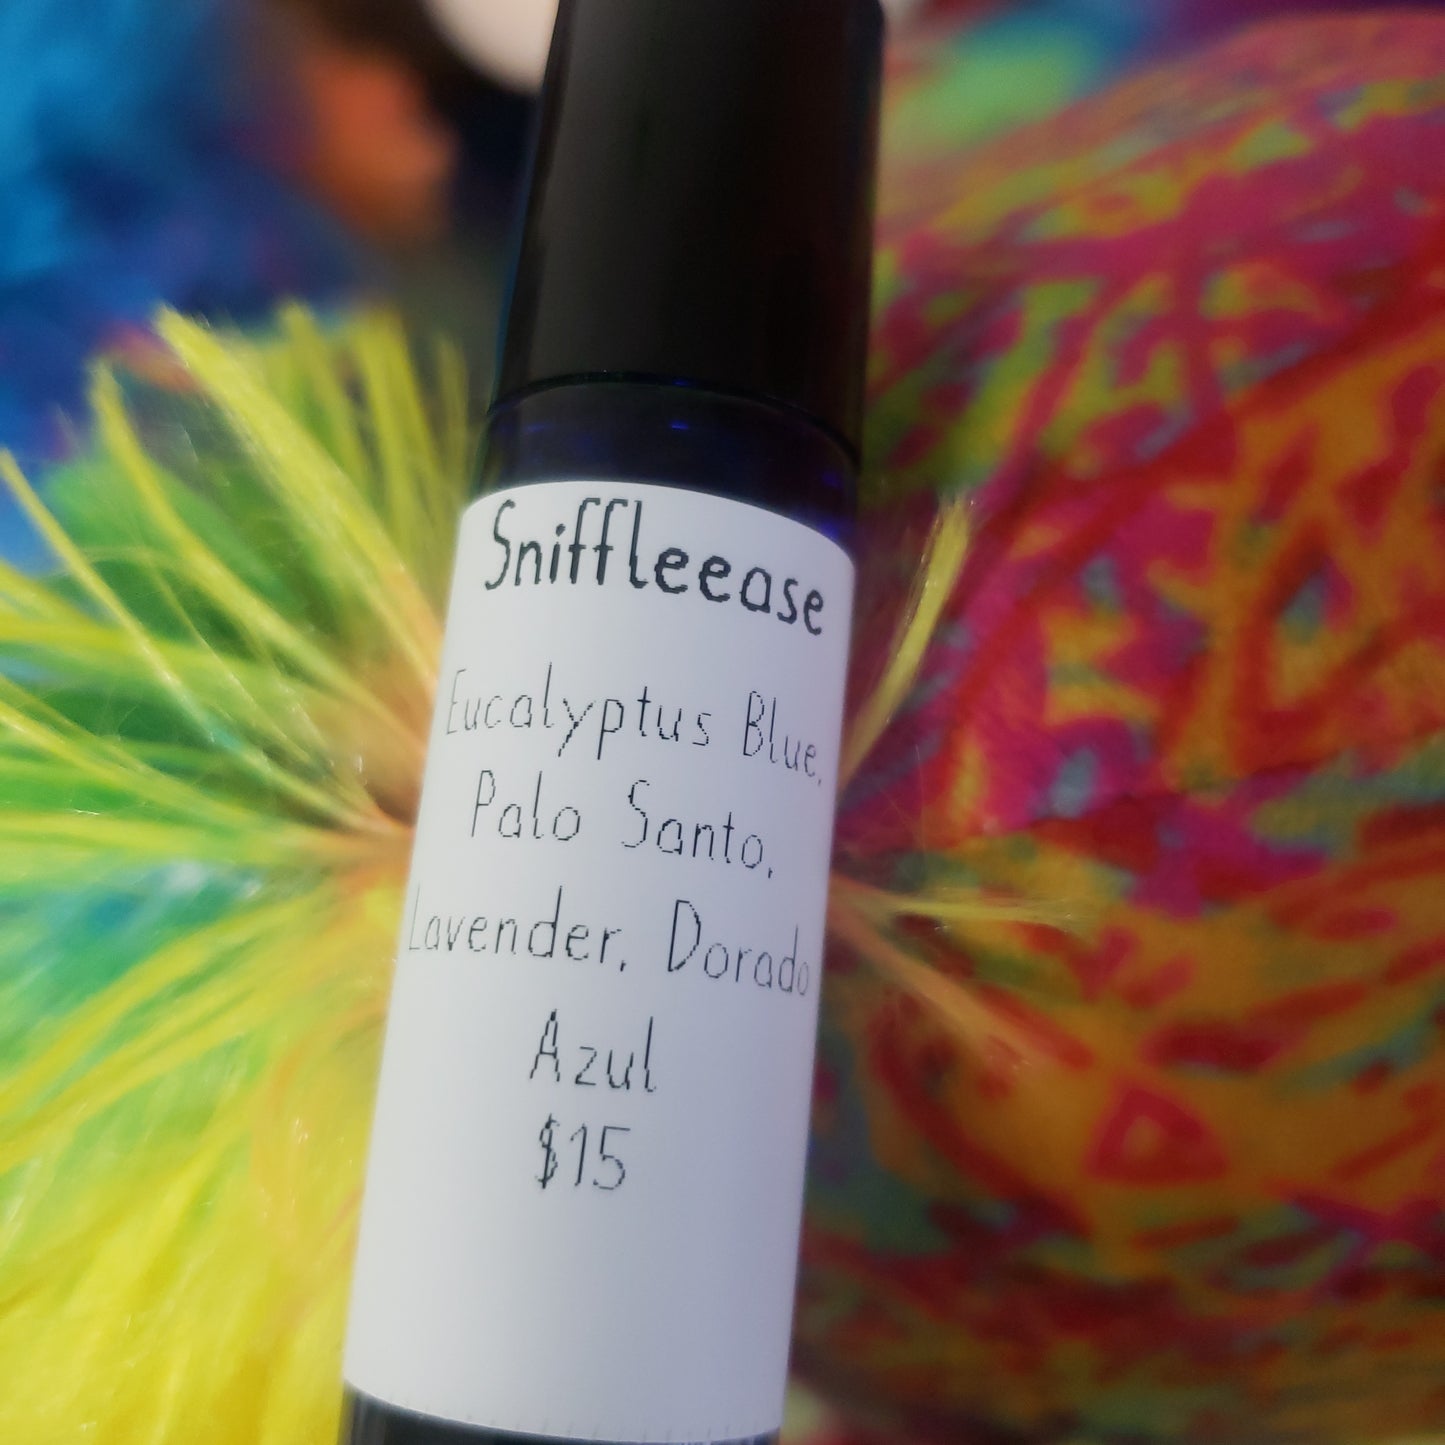 Sniffleease
Eucalyptus Blue,
Palo Santo,
Lavender, Dorado
Azul
$15